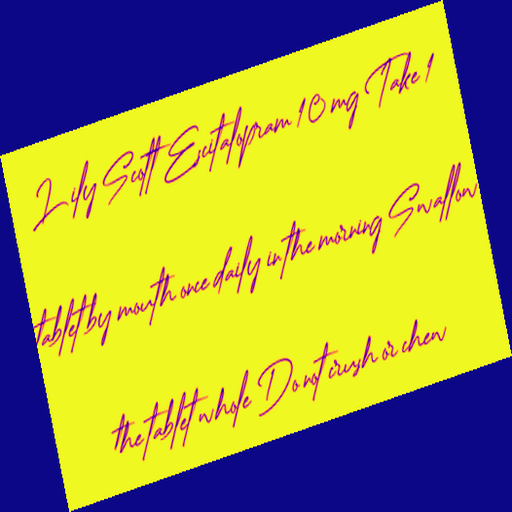 Lily Scott Escitalopram 10 mg Take 1
tablet by mouth once daily in the morning Swallow
the tablet whole Do not crush or chew